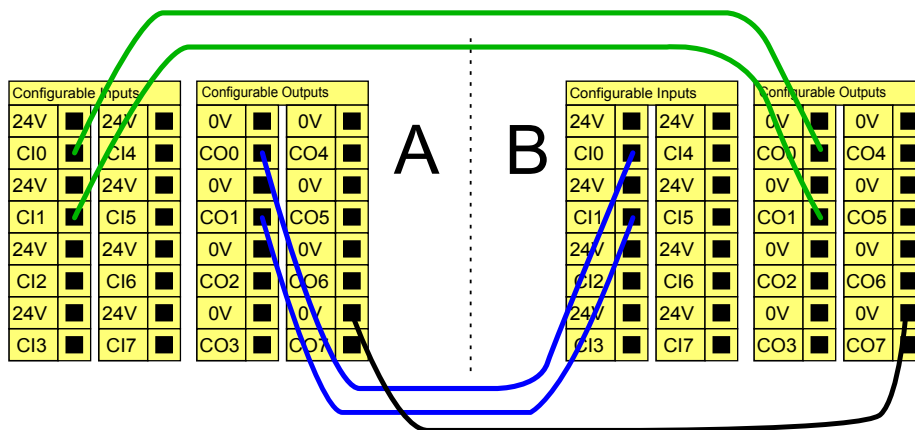 Configurable Inputs Configurable Outputs Configurable Inputs Configurable Outputs
24V 24V 0V 0V A B 24V 24V 0V 0V
CI0 CI4 CO0 CO4 CI0 CI4 CO0 CO4
24V 24V 0V 0V 24V 24V 0V 0V
CI1 CI5 CO1 CO5 CI1 CI5 CO1 CO5
24V 24V 0V 0V 24V 24V 0V 0V
CI2 CI6 CO2 CO6 CI2 CI6 CO2 CO6
24V 24V 0V 0V 24V 24V 0V 0V
CI3 CI7 CO3 CO7 CI3 CI7 CO3 CO7